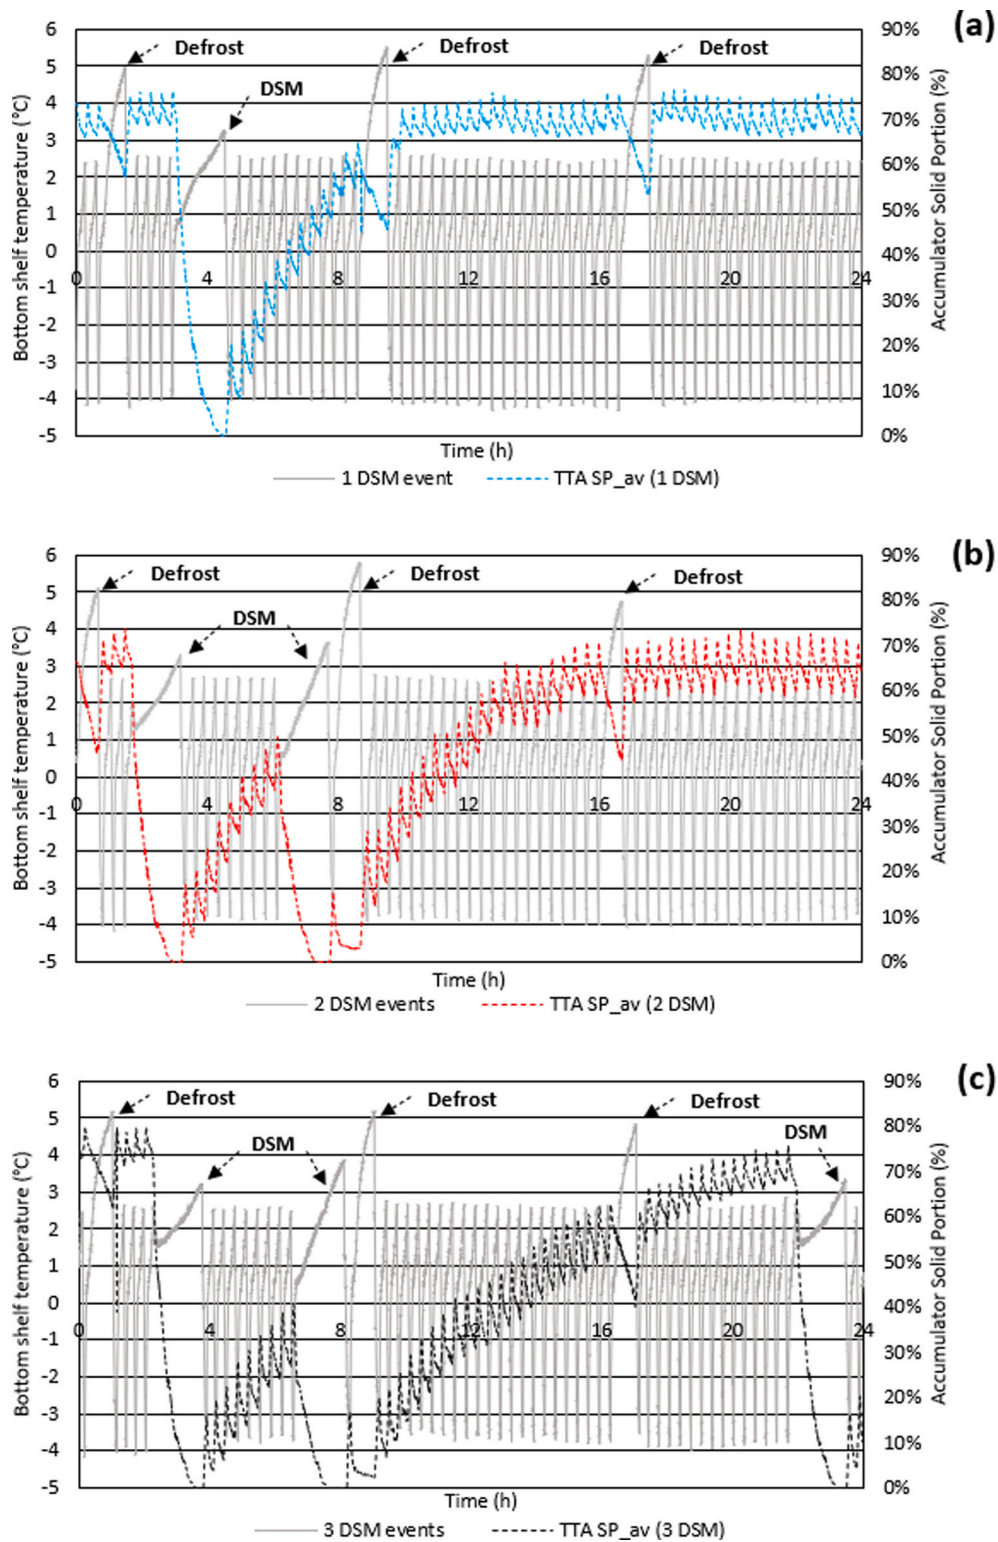 (a)
6
5
4
3
2
1
0
-1
-2
-3
-4
-5
Bottom shelf temperature (°C)
Defrost
DSM
Defrost
Defrost
0 4 8 12 16 20 24
90%
80%
70%
60%
50%
40%
30%
20%
10%
0%
Accumulator Solid Portion (%)
Time (h)
1 DSM event TTA SP_av (1 DSM)
(b)
6
5
4
3
2
1
0
-1
-2
-3
-4
-5
Bottom shelf temperature (°C)
Defrost
DSM
Defrost
Defrost
0 4 8 12 16 20 24
90%
80%
70%
60%
50%
40%
30%
20%
10%
0%
Accumulator Solid Portion (%)
Time (h)
2 DSM events TTA SP_av (2 DSM)
(c)
6
5
4
3
2
1
0
-1
-2
-3
-4
-5
Bottom shelf temperature (°C)
Defrost
DSM
Defrost
Defrost
DSM
0 4 8 12 16 20 24
90%
80%
70%
60%
50%
40%
30%
20%
10%
0%
Accumulator Solid Portion (%)
Time (h)
3 DSM events TTA SP_av (3 DSM)